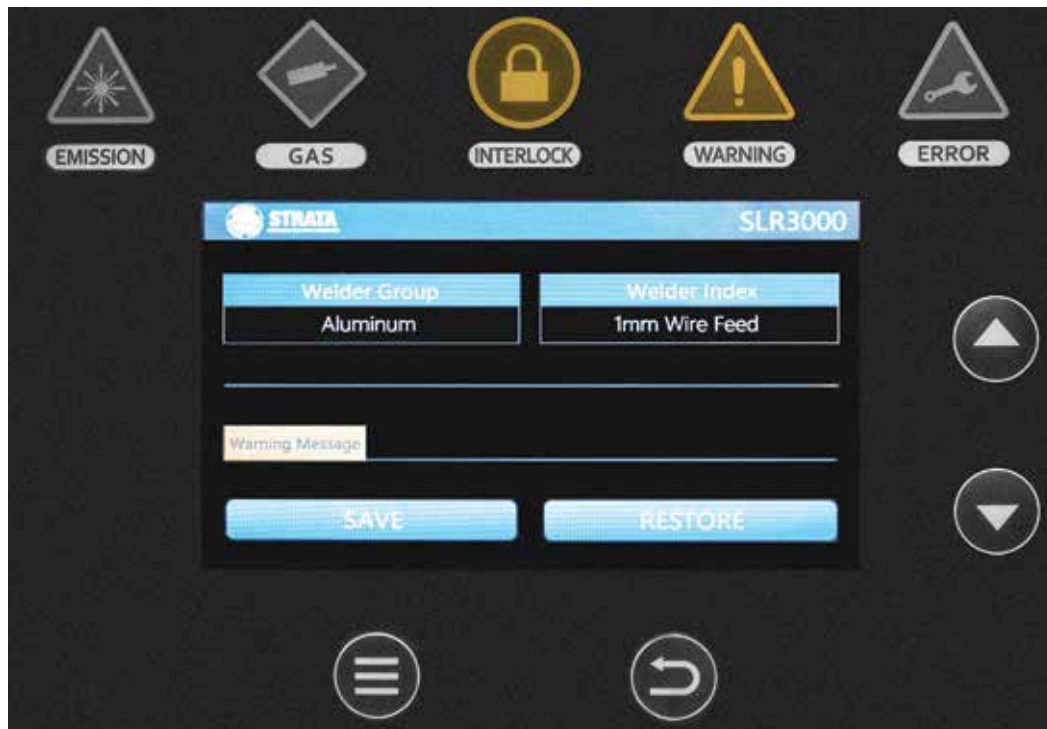 EMISSION GAS INTERLOCK WARNING ERROR
STRATA SLR3000
Welder Group Welder Index
Aluminum 1mm Wire Feed
Warning Message
SAVE RESTORE